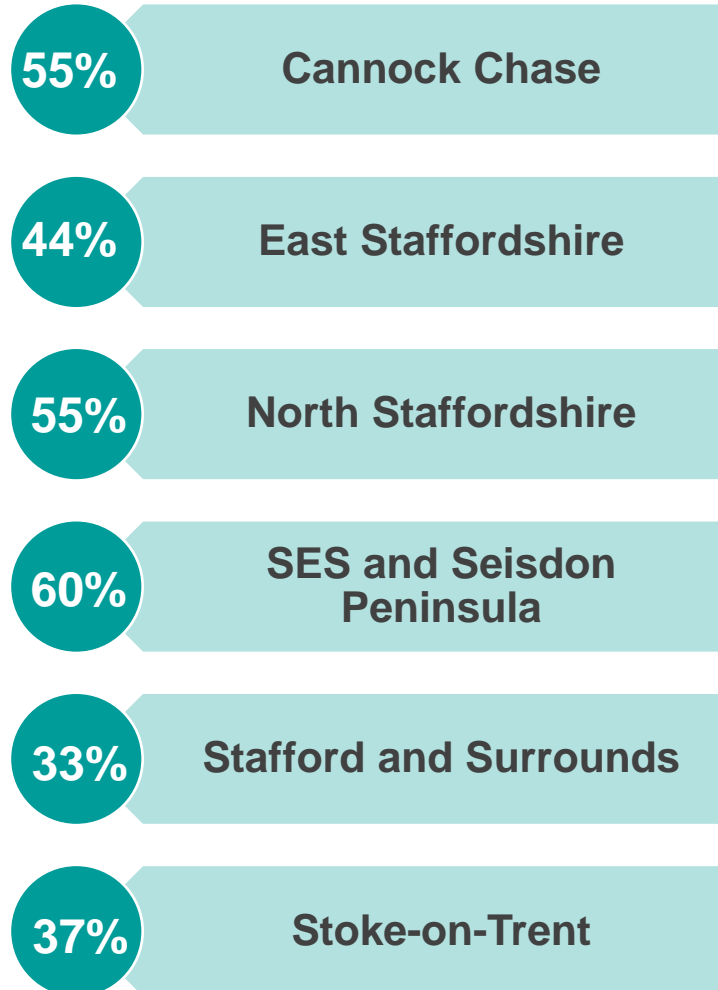 55% Cannock Chase
44% East Staffordshire
55% North Staffordshire
60% SES and Seisdon
Peninsula
33% Stafford and Surrounds
37% Stoke-on-Trent